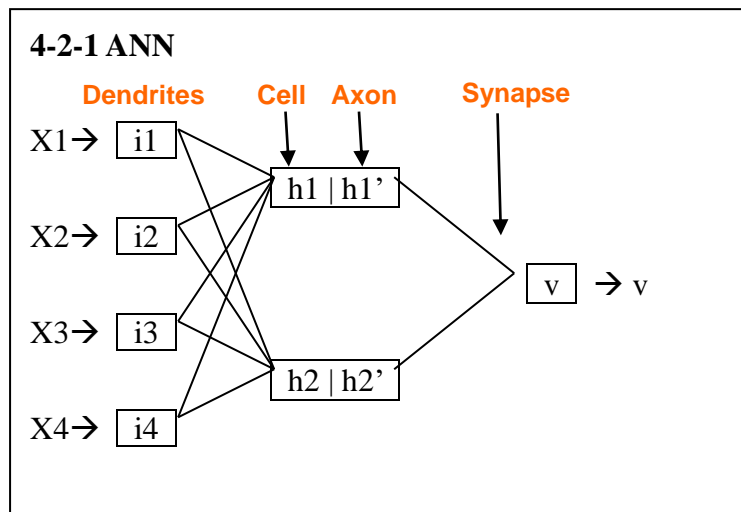 4-2-1 ANN
Dendrites Cell Axon Synapse
X1→ i1
h1 | h1’
X2→ i2
v → v
X3→ i3
h2 | h2’
X4→ i4